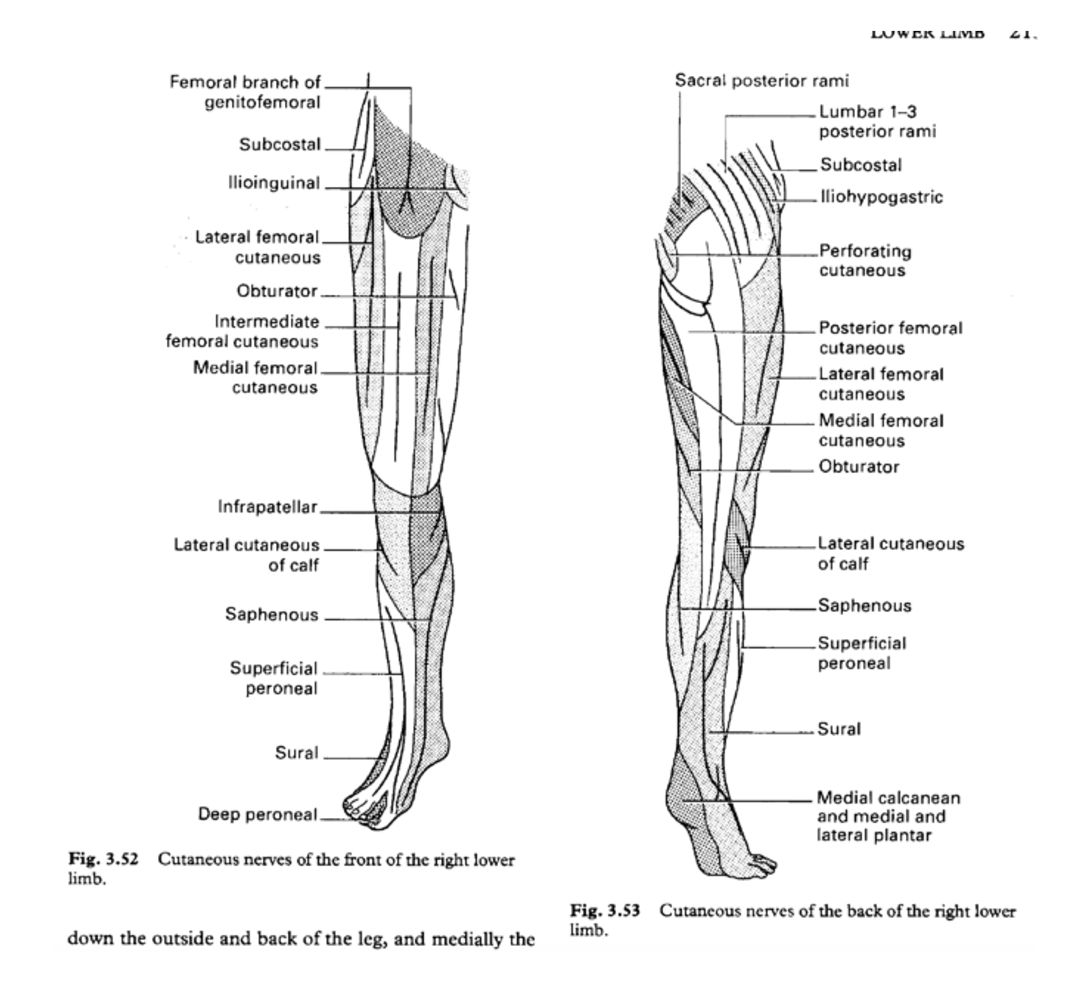 LOWER LIMB
Femoral branch of
genitofemoral
Subcostal
Ilioinguinal
Lateral femoral
cutaneous
Obturator
Intermediate
femoral cutaneous
Medial femoral
cutaneous
Infrapatellar
Lateral cutaneous
of calf
Saphenous
Superficial
peroneal
Sural
Deep peroneal
Fig. 3.52 Cutaneous nerves of the front of the right lower
limb.
down the outside and back of the leg, and medially the
Sacral posterior rami
Lumbar 1–3
posterior rami
Subcostal
Iliohypogastric
Perforating
cutaneous
Posterior femoral
cutaneous
Lateral femoral
cutaneous
Medial femoral
cutaneous
Obturator
Lateral cutaneous
of calf
Saphenous
Superficial
peroneal
Sural
Medial calcanean
and medial and
lateral plantar
Fig. 3.53 Cutaneous nerves of the back of the right lower
limb.